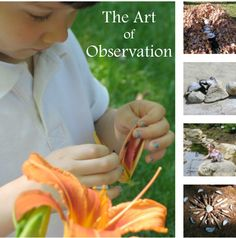 The Art
of
Observation